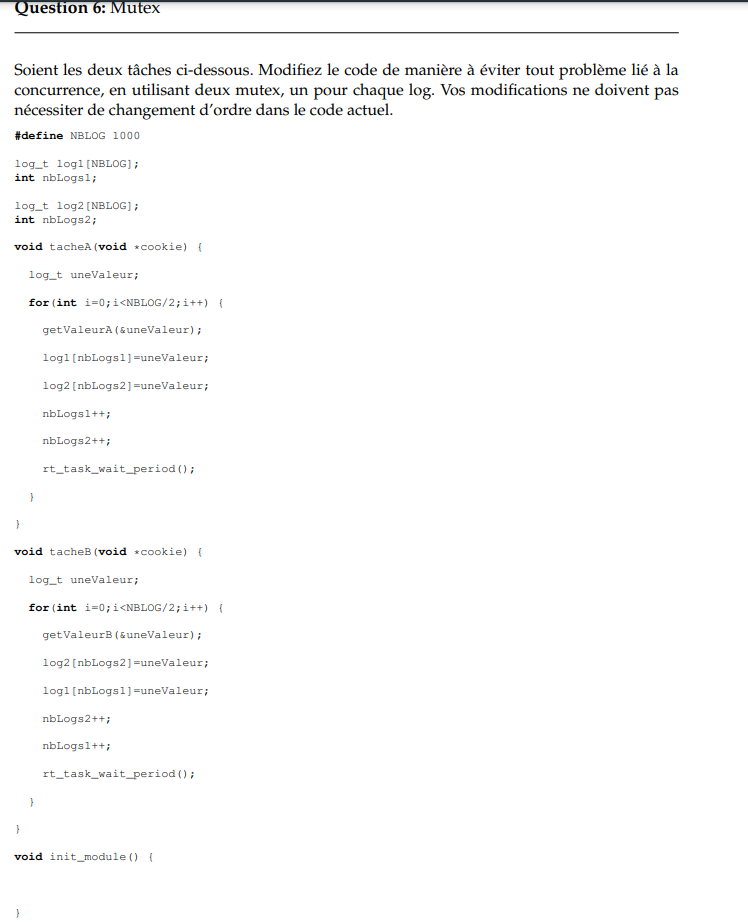 Question 6: Mutex
Soient les deux tâches ci-dessous. Modifiez le code de manière à éviter tout problème lié à la
concurrence, en utilisant deux mutex, un pour chaque log. Vos modifications ne doivent pas
nécessiter de changement d'ordre dans le code actuel.
#define NBLOG 1000
log_t log1[NBLOG];
int nbLogs1;
log_t log2[NBLOG];
int nbLogs2;
void tacheA(void *cookie) {
log_t uneValeur;
for(int i=0;i<NBLOG/2;i++) {
getValeurA(&uneValeur);
log1[nbLogs1]=uneValeur;
log2[nbLogs2]=uneValeur;
nbLogs1++;
nbLogs2++;
rt_task_wait_period();
}
}
void tacheB(void *cookie) {
log_t uneValeur;
for(int i=0;i<NBLOG/2;i++) {
getValeurB(&uneValeur);
log2[nbLogs2]=uneValeur;
log1[nbLogs1]=uneValeur;
nbLogs2++;
nbLogs1++;
rt_task_wait_period();
}
}
void init_module() {
}